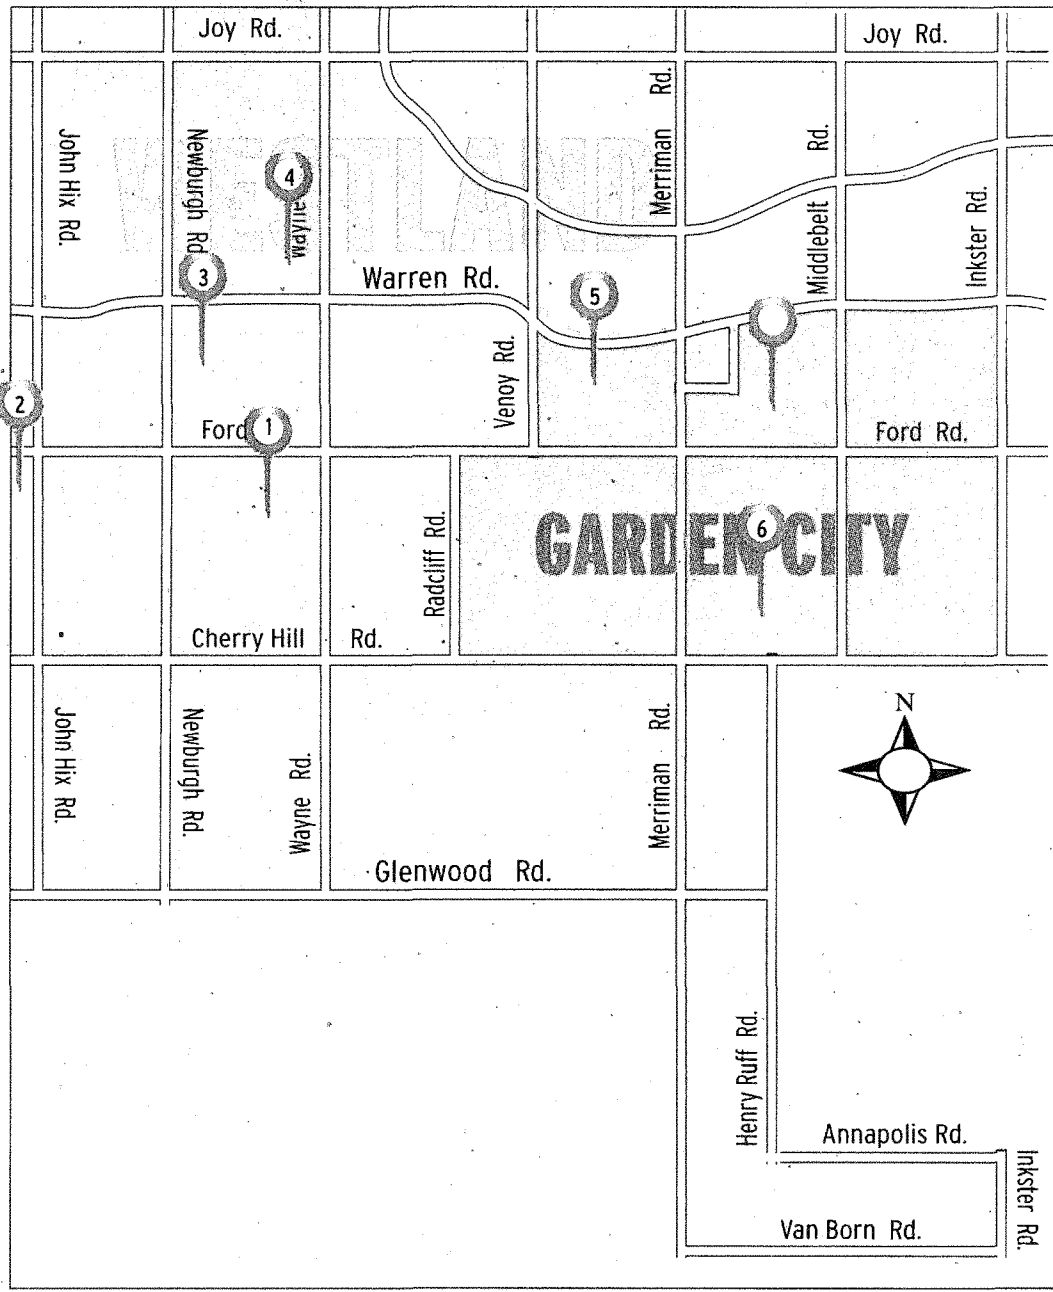 Joy Rd.
Joy Rd.
John Hix Rd.
Newburgh Rd.
4
Wayne
Merriman Rd.
Middlebelt Rd.
Inkster Rd.
WESTLAND
3
Warren Rd.
5
2
Ford
1
Venoy Rd.
Ford Rd.
Radcliff Rd.
GARDEN CITY
6
Cherry Hill Rd.
John Hix Rd.
Newburgh Rd.
Wayne Rd.
Merriman Rd.
N
Glenwood Rd.
Henry Ruff Rd.
Annapolis Rd.
Inkster Rd.
Van Born Rd.